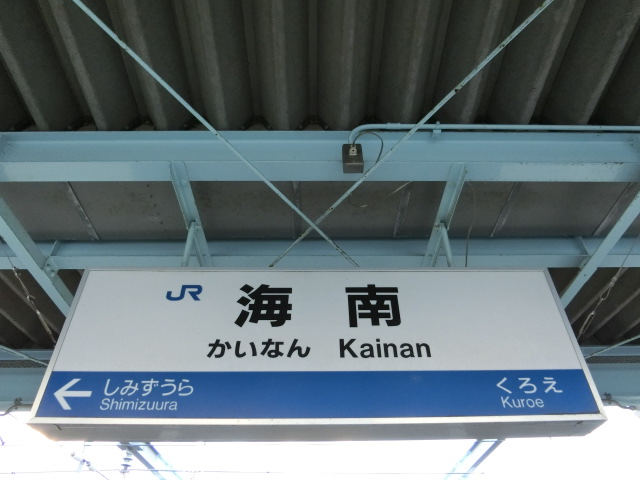 JR 海南
かいなん Kainan
← しみずうら くろえ
Shimizuura Kuroe